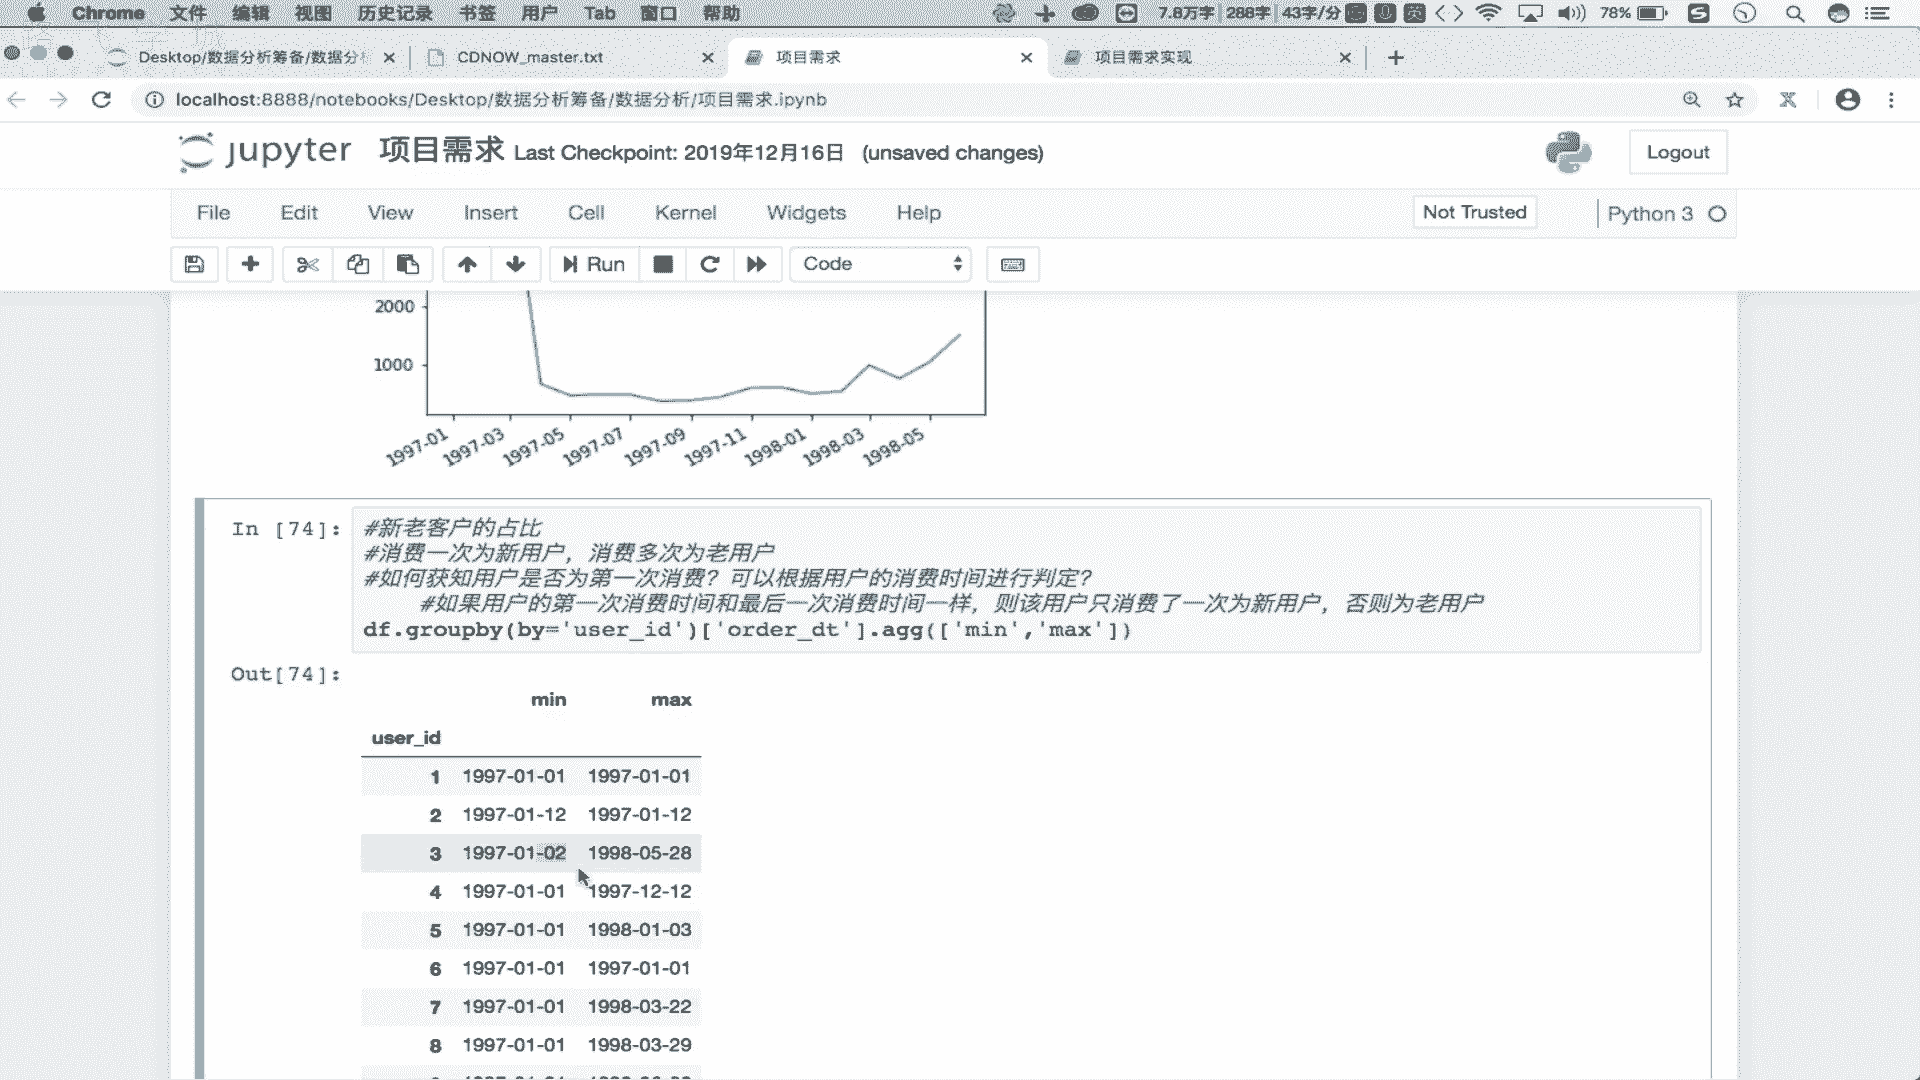 Chrome 文件 编辑 视图 历史记录 书签 用户 Tab 窗口 帮助 7.8万字 288字 43字/分 英 78%
Desktop/数据分析筹备/数据分析 CDNOW_master.txt 项目需求 项目需求实现
localhost:8888/notebooks/Desktop/数据分析筹备/数据分析/项目需求.ipynb
jupyter 项目需求 Last Checkpoint: 2019年12月16日 (unsaved changes) Logout
File Edit View Insert Cell Kernel Widgets Help Not Trusted Python 3
Run Code
2000
1000
1997-01 1997-03 1997-05 1997-07 1997-09 1997-11 1998-01 1998-03 1998-05
In [74]: #新老客户的占比
#消费一次为新用户，消费多次为老用户
#如何获知用户是否为第一次消费？可以根据用户的消费时间进行判定？
#如果用户的第一次消费时间和最后一次消费时间一样，则该用户只消费了一次为新用户，否则为老用户
df.groupby(by='user_id')['order_dt'].agg(['min','max'])
Out[74]:
min max
user_id
1 1997-01-01 1997-01-01
2 1997-01-12 1997-01-12
3 1997-01-02 1998-05-28
4 1997-01-01 1997-12-12
5 1997-01-01 1998-01-03
6 1997-01-01 1997-01-01
7 1997-01-01 1998-03-22
8 1997-01-01 1998-03-29